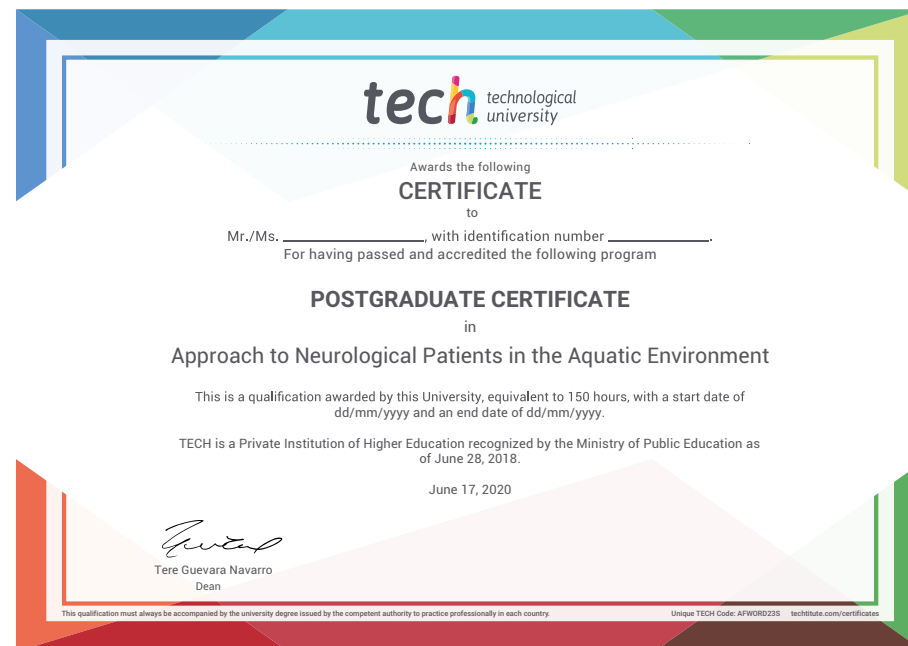 tech technological
university
Awards the following
CERTIFICATE
to
Mr./Ms. ____________, with identification number ____________.
For having passed and accredited the following program
POSTGRADUATE CERTIFICATE
in
Approach to Neurological Patients in the Aquatic Environment
This is a qualification awarded by this University, equivalent to 150 hours, with a start date of
dd/mm/yyyy and an end date of dd/mm/yyyy.
TECH is a Private Institution of Higher Education recognized by the Ministry of Public Education as
of June 28, 2018.
June 17, 2020
Tere Guevara Navarro
Dean
This qualification must always be accompanied by the university degree issued by the competent authority to practice professionally in each country. Unique TECH Code: AFWORD23S techtitute.com/certificates